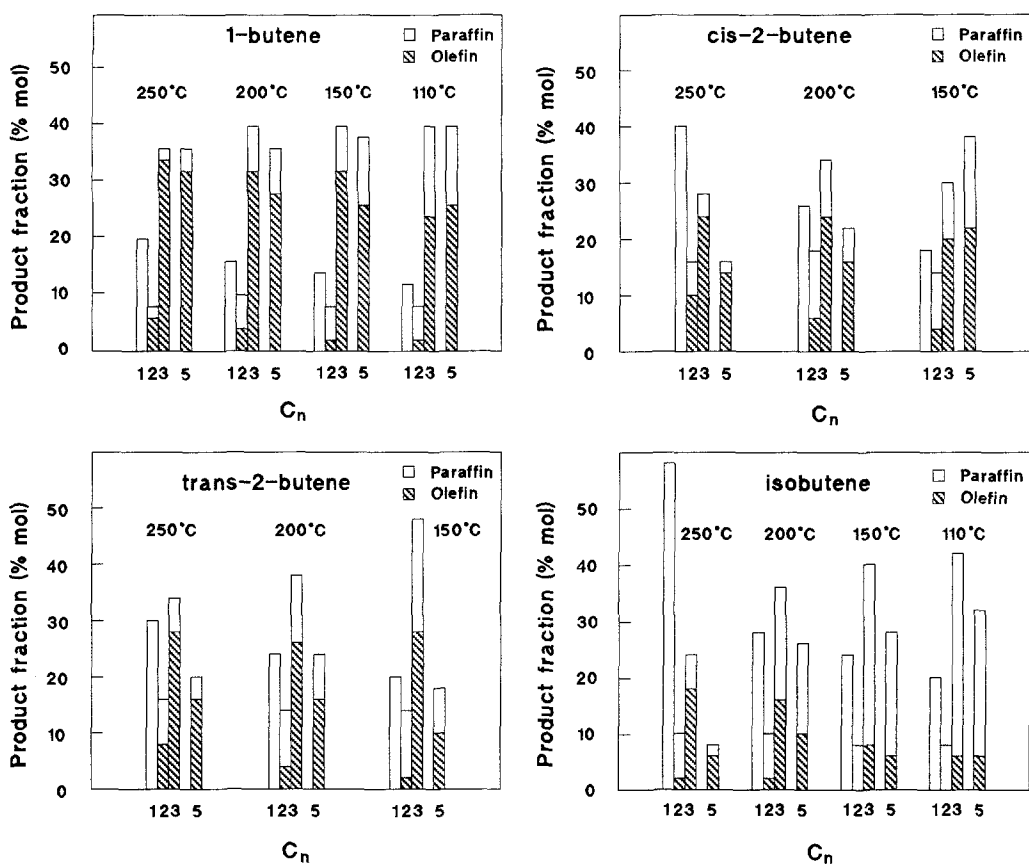 1-butene
Paraffin
Olefin
Product fraction (% mol)
50
40
30
20
10
0
250°C
200°C
150°C
110°C
123 5
123 5
123 5
123 5
Cn
cis-2-butene
Paraffin
Olefin
Product fraction (% mol)
50
40
30
20
10
0
250°C
200°C
150°C
123 5
123 5
123 5
Cn
trans-2-butene
Paraffin
Olefin
Product fraction (% mol)
50
40
30
20
10
0
250°C
200°C
150°C
123 5
123 5
123 5
Cn
isobutene
Paraffin
Olefin
Product fraction (% mol)
50
40
30
20
10
0
250°C
200°C
150°C
110°C
123 5
123 5
123 5
123 5
Cn